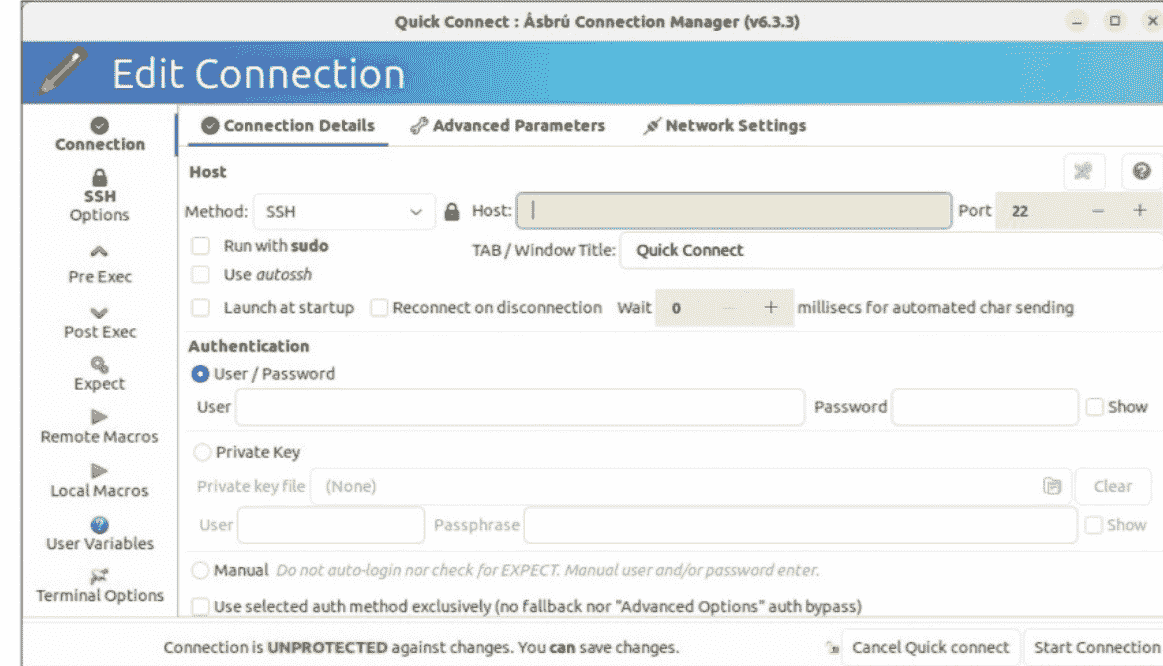 Quick Connect : Ásbrú Connection Manager (v6.3.3)
Edit Connection
Connection
SSH
Options
Pre Exec
Post Exec
Expect
Remote Macros
Local Macros
User Variables
Terminal Options
Connection Details Advanced Parameters Network Settings
Host
Method: SSH Host: Port 22 − +
Run with sudo TAB / Window Title: Quick Connect
Use autossh
Launch at startup Reconnect on disconnection Wait 0 − + millisecs for automated char sending
Authentication
User / Password
User Password Show
Private Key
Private key file (None) Clear
User Passphrase Show
Manual Do not auto-login nor check for EXPECT. Manual user and/or password enter.
Use selected auth method exclusively (no fallback nor "Advanced Options" auth bypass)
Connection is UNPROTECTED against changes. You can save changes. Cancel Quick connect Start Connection